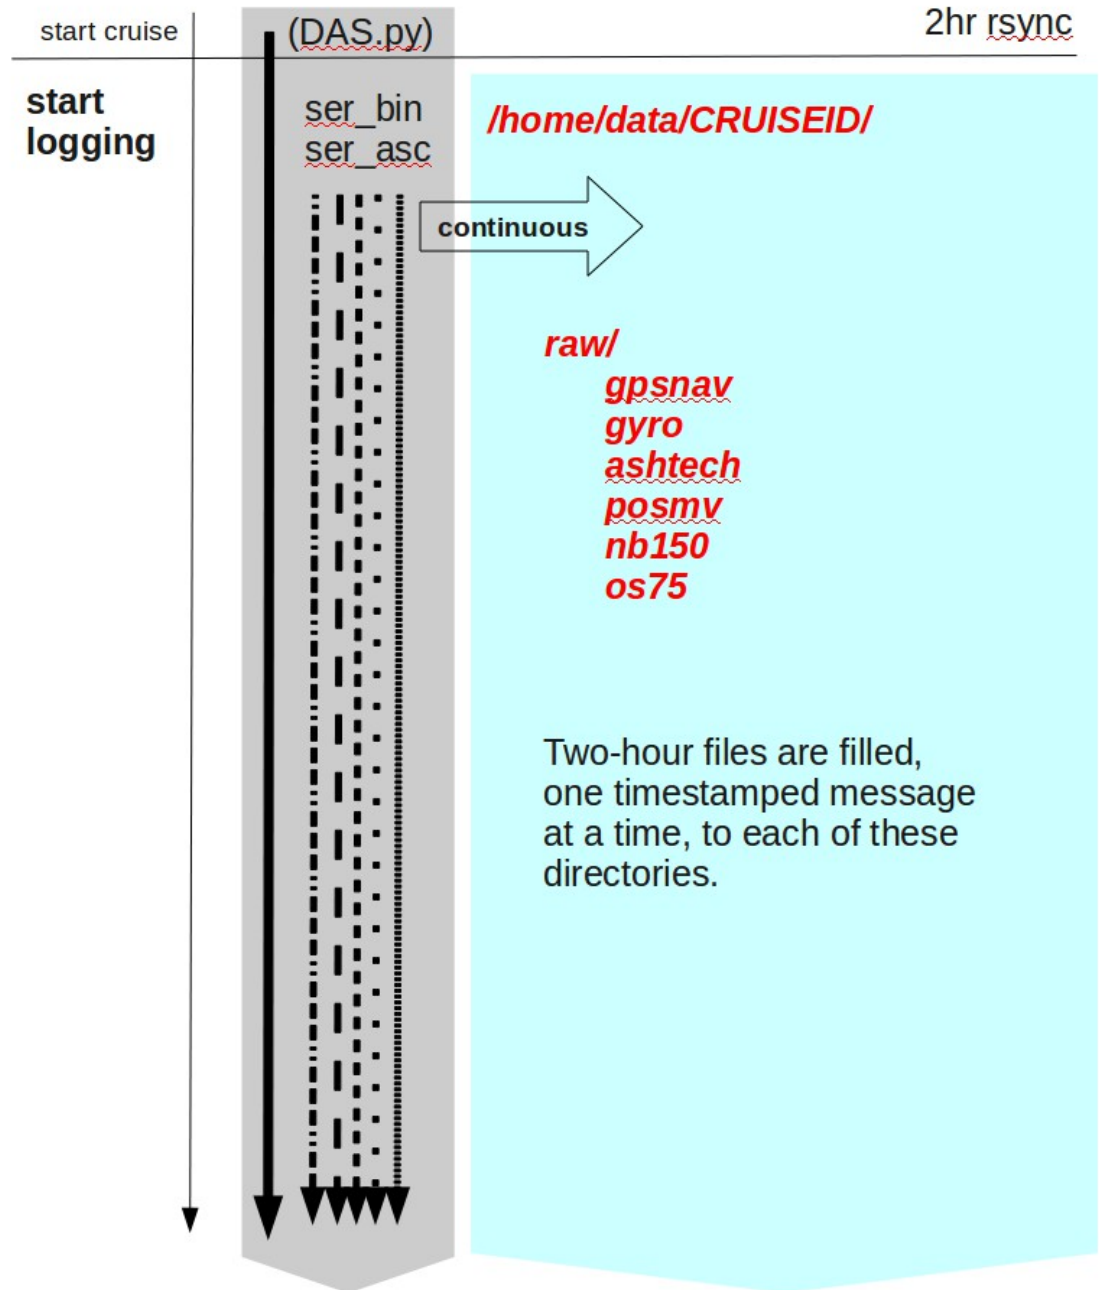 start cruise
(DAS.py)
2hr rsync
start
logging
ser_bin
ser_asc
/home/data/CRUISEID/
continuous
raw/
gpsnav
gyro
ashtech
posmv
nb150
os75
Two-hour files are filled,
one timestamped message
at a time, to each of these
directories.